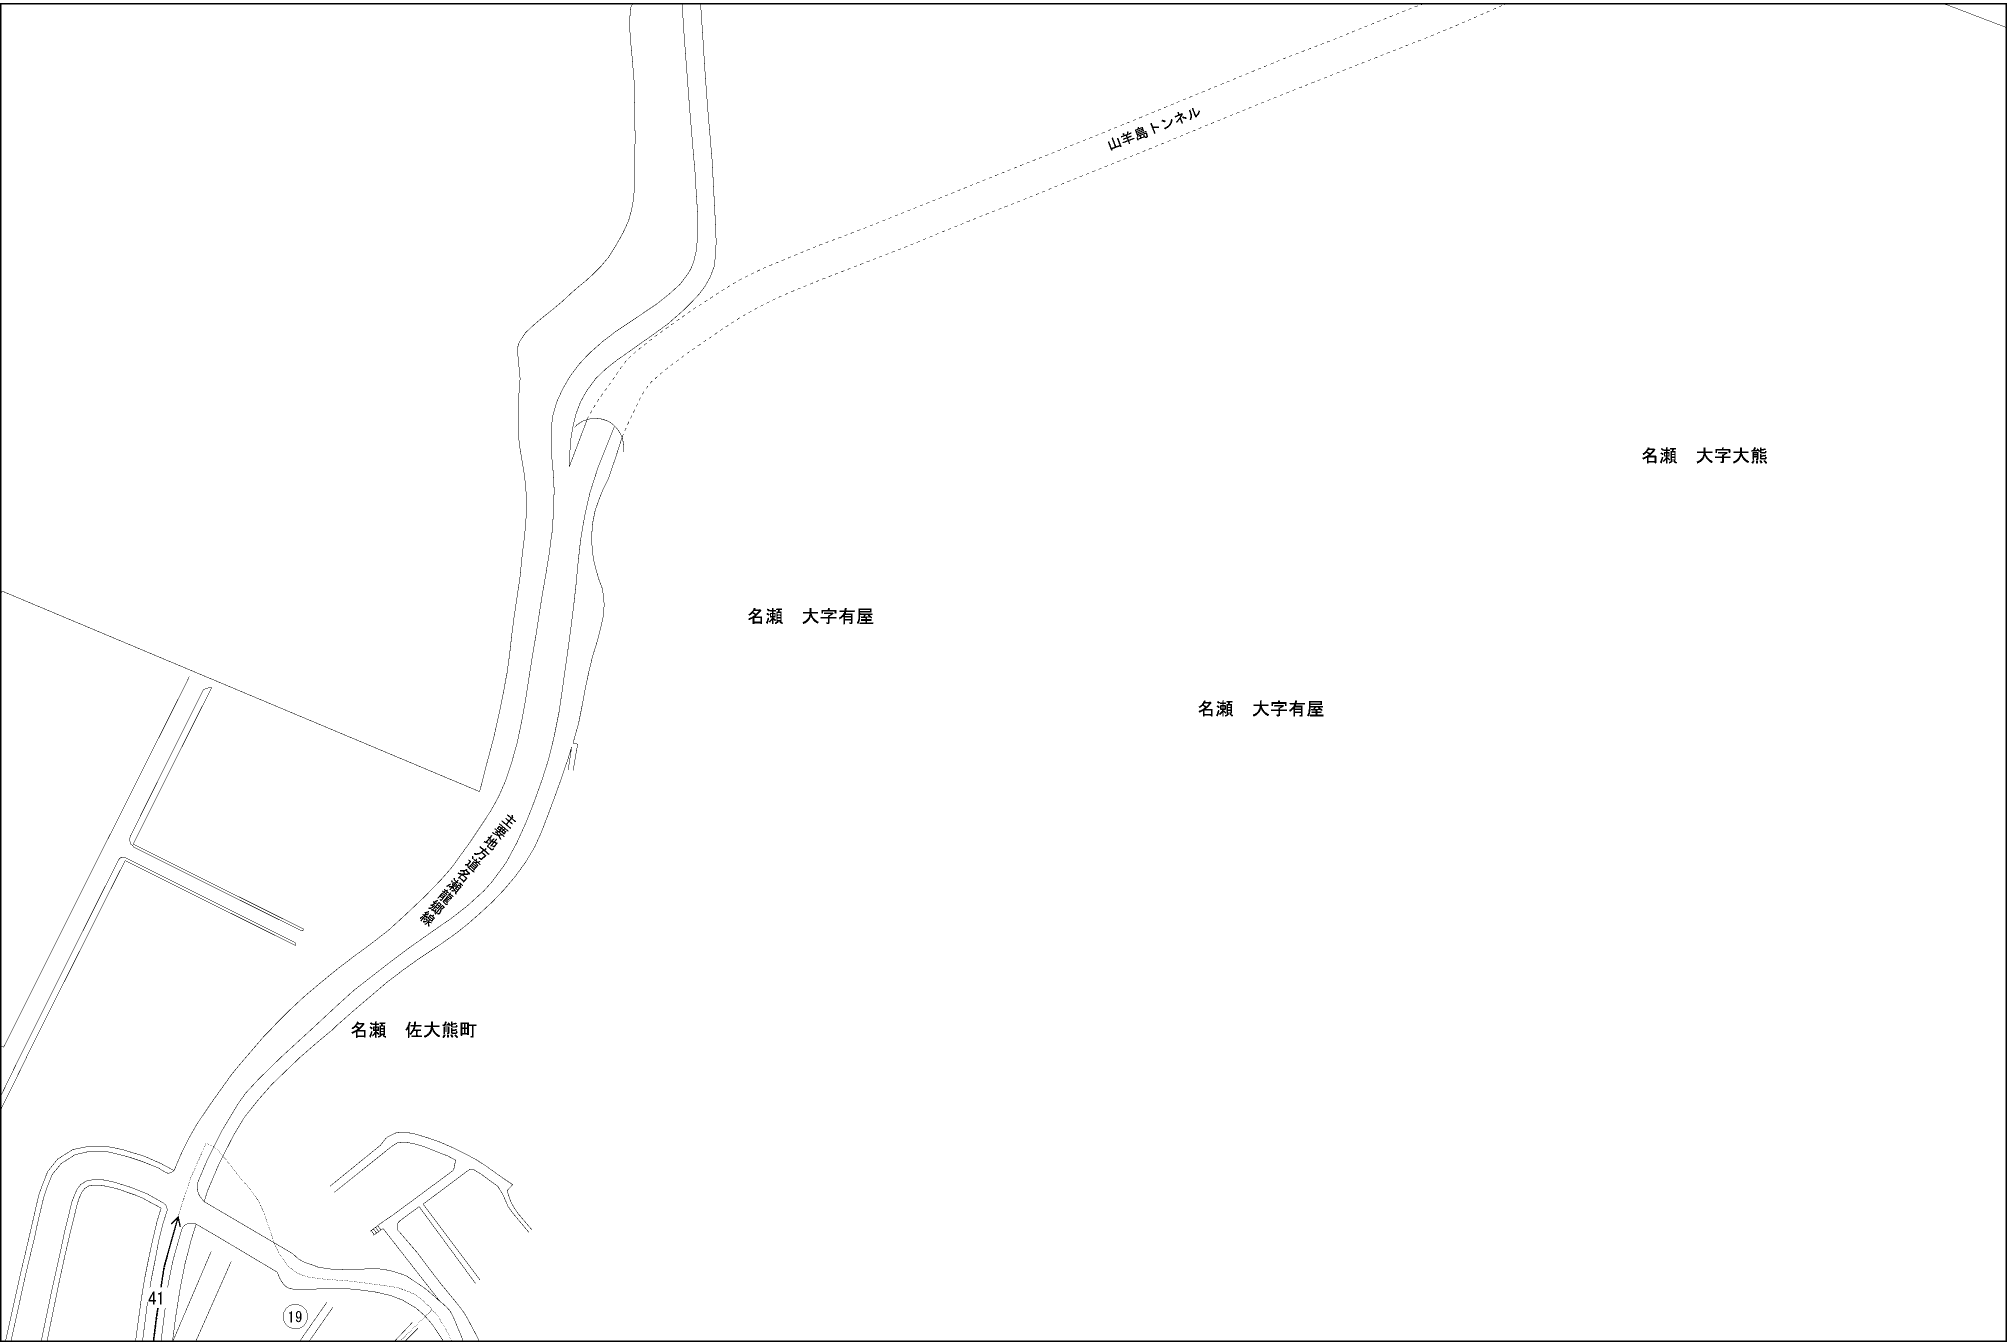 山羊島トンネル
名瀬　大字大熊
名瀬　大字有屋
名瀬　大字有屋
主要地方道名瀬龍郷線
名瀬　佐大熊町
41
19